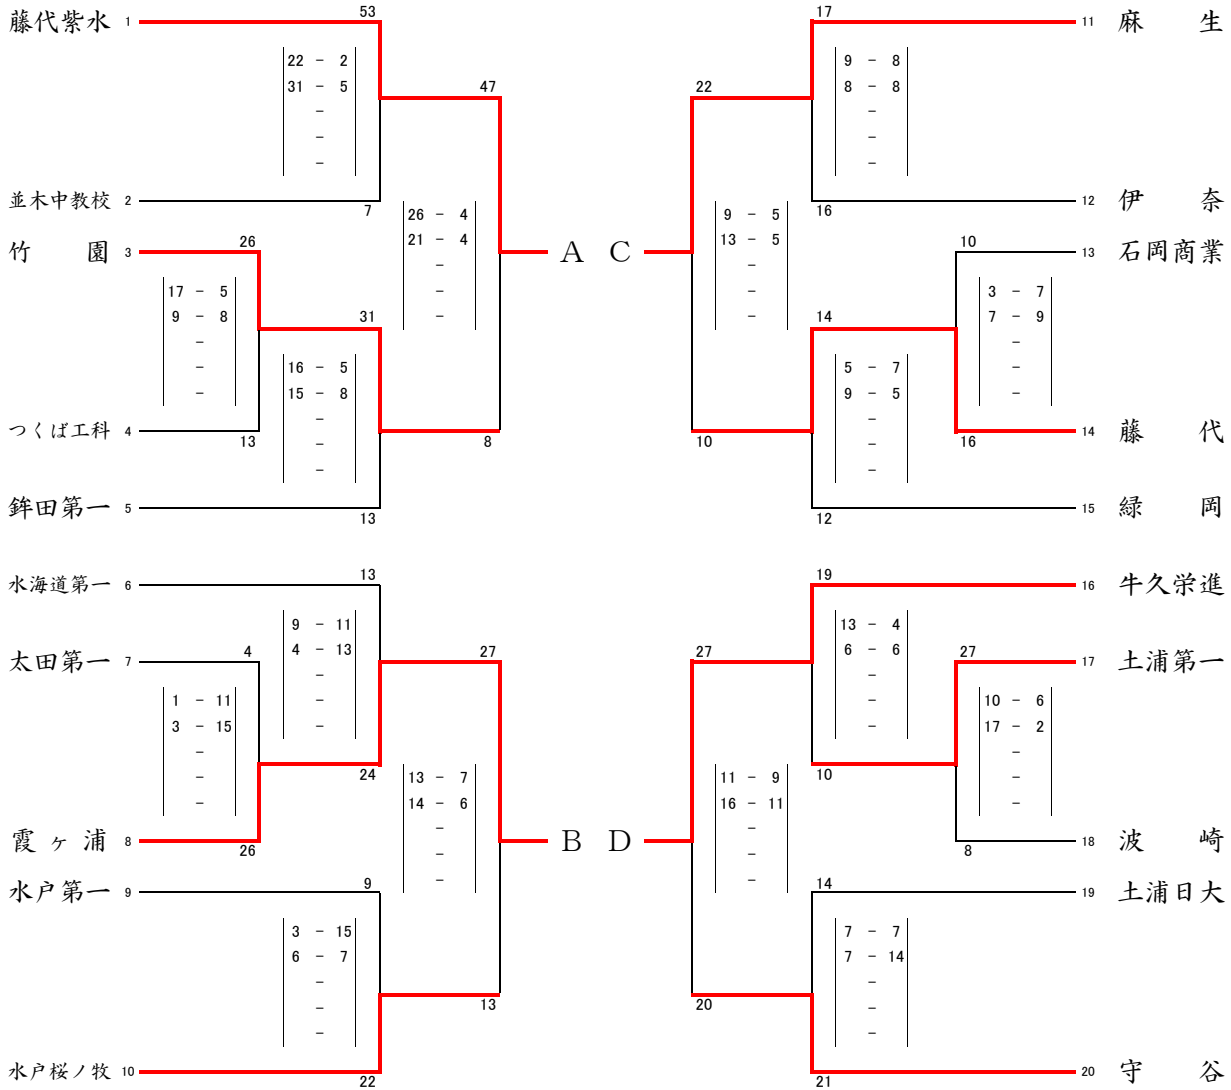 53 17
藤代紫水 1 11 麻 生
22 - 2 9 - 8
31 - 5 47 22 8 - 8
- -
- -
- -
並木中教校 2 7 26 - 4 9 - 5 16 12 伊 奈
21 - 4 13 - 5
竹 園 3 26 - A C - 10 13 石岡商業
17 - 5 - - 3 - 7
9 - 8 31 - - 14 7 - 9
- -
- 16 - 5 5 - 7 -
- 15 - 8 9 - 5 -
- -
つくば工科 4 13 - 8 10 - 16 14 藤 代
- -
鉾田第一 5 13 12 15 緑 岡
水海道第一 6 13 19 16 牛久栄進
9 - 11 13 - 4
太田第一 7 4 4 - 13 27 27 6 - 6 27 17 土浦第一
1 - 11 - - 10 - 6
3 - 15 - - 17 - 2
- - - -
- 24 13 - 7 11 - 9 10 -
- 14 - 6 16 - 11 -
- -
霞ヶ浦 8 26 - B D - 8 18 波 崎
- -
水戸第一 9 9 14 19 土浦日大
3 - 15 7 - 7
6 - 7 7 - 14
- -
- 13 20 -
- -
水戸桜ノ牧 10 22 21 20 守 谷